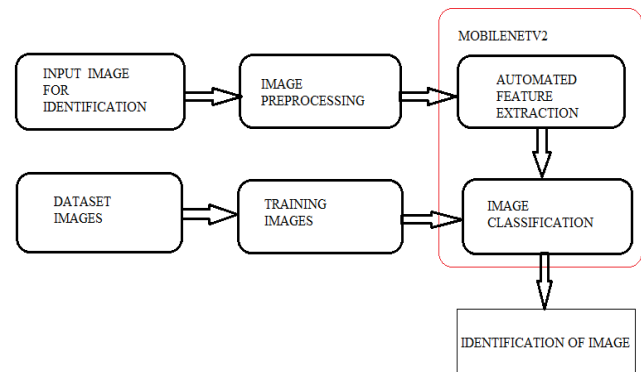 MOBILENETV2
INPUT IMAGE
FOR
IDENTIFICATION
IMAGE
PREPROCESSING
AUTOMATED
FEATURE
EXTRACTION
DATASET
IMAGES
TRAINING
IMAGES
IMAGE
CLASSIFICATION
IDENTIFICATION OF IMAGE